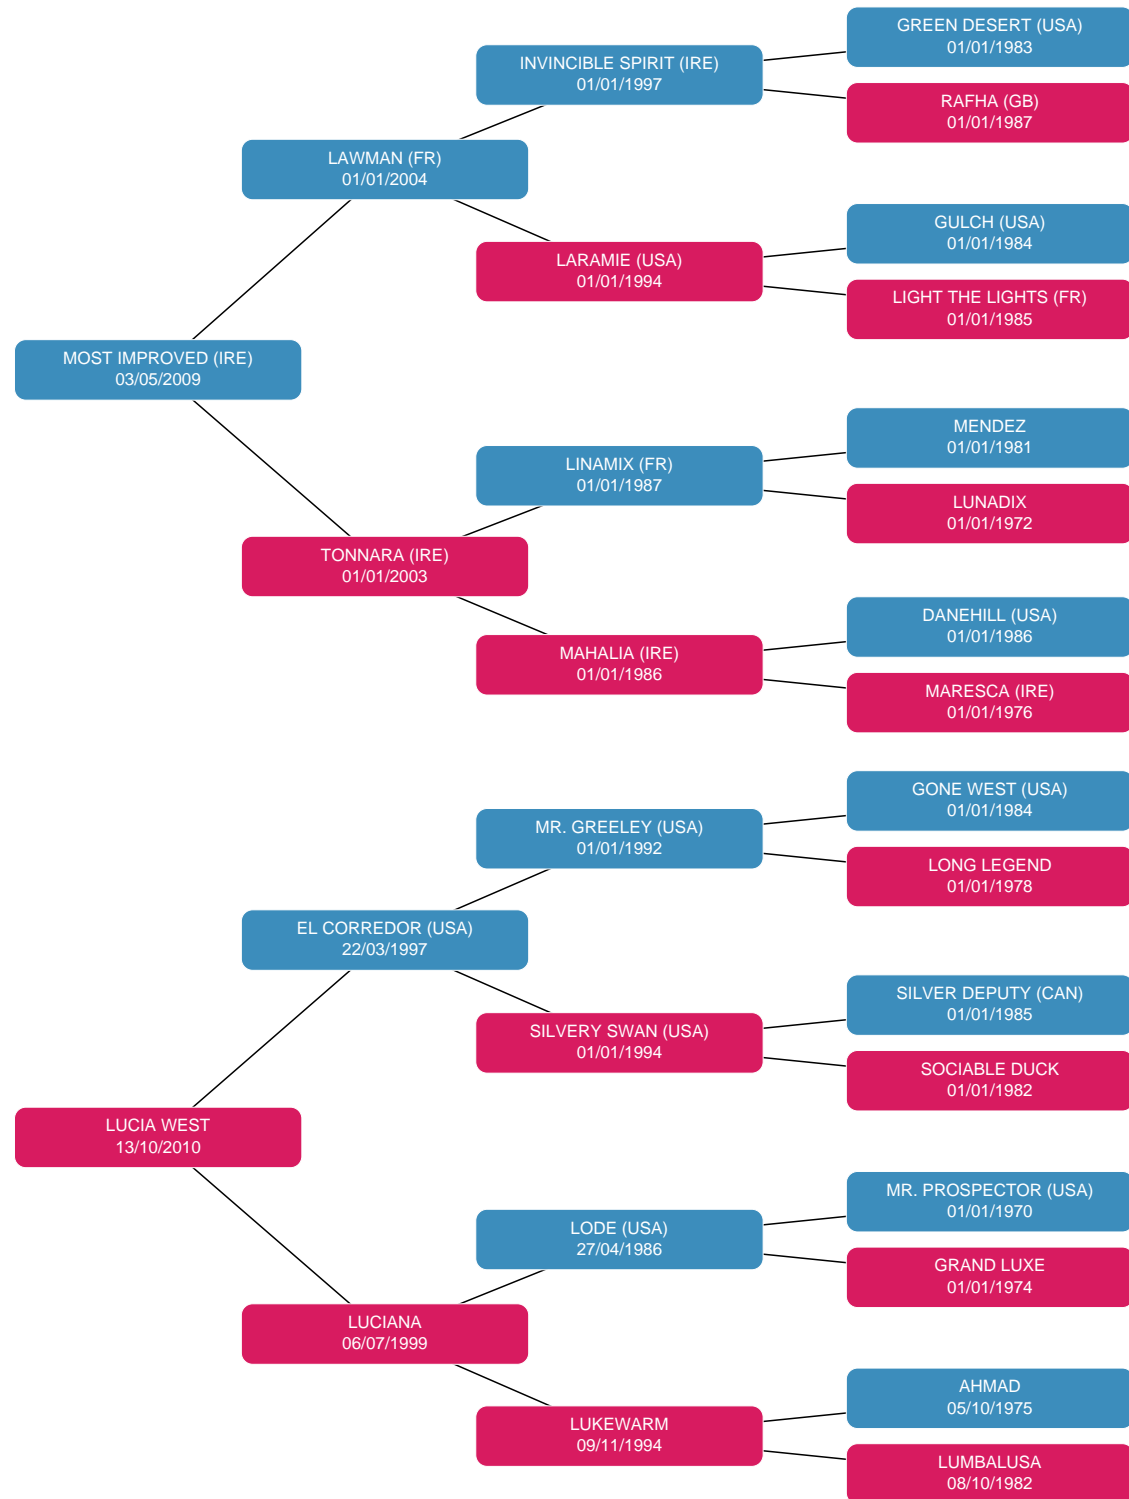 GREEN DESERT (USA)
01/01/1983
INVINCIBLE SPIRIT (IRE)
01/01/1997
RAFHA (GB)
01/01/1987
LAWMAN (FR)
01/01/2004
GULCH (USA)
01/01/1984
LARAMIE (USA)
01/01/1994
LIGHT THE LIGHTS (FR)
01/01/1985
MOST IMPROVED (IRE)
03/05/2009
MENDEZ
01/01/1981
LINAMIX (FR)
01/01/1987
LUNADIX
01/01/1972
TONNARA (IRE)
01/01/2003
DANEHILL (USA)
01/01/1986
MAHALIA (IRE)
01/01/1986
MARESCA (IRE)
01/01/1976
GONE WEST (USA)
01/01/1984
MR. GREELEY (USA)
01/01/1992
LONG LEGEND
01/01/1978
EL CORREDOR (USA)
22/03/1997
SILVER DEPUTY (CAN)
01/01/1985
SILVERY SWAN (USA)
01/01/1994
SOCIABLE DUCK
01/01/1982
LUCIA WEST
13/10/2010
MR. PROSPECTOR (USA)
01/01/1970
LODE (USA)
27/04/1986
GRAND LUXE
01/01/1974
LUCIANA
06/07/1999
AHMAD
05/10/1975
LUKEWARM
09/11/1994
LUMBALUSA
08/10/1982